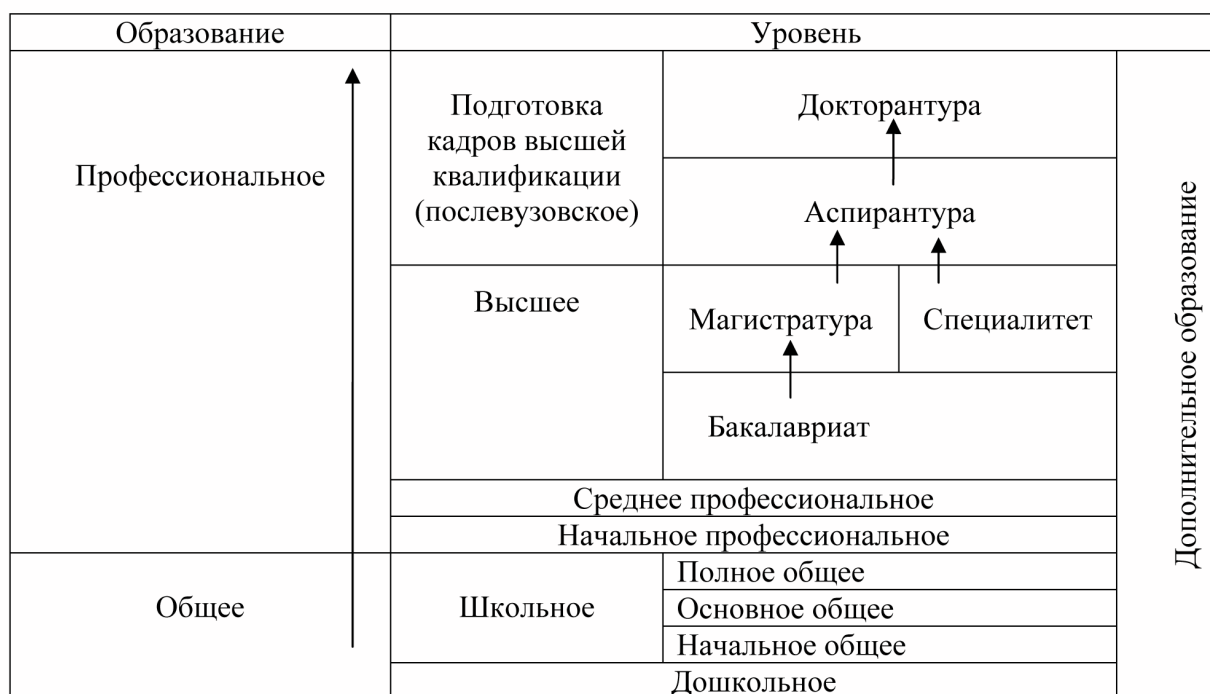 Образование
Уровень
Профессиональное
Подготовка
кадров высшей
квалификации
(послевузовское)
Докторантура
Аспирантура
Высшее
Магистратура
Специалитет
Бакалавриат
Среднее профессиональное
Начальное профессиональное
Общее
Школьное
Полное общее
Основное общее
Начальное общее
Дошкольное
Дополнительное образование